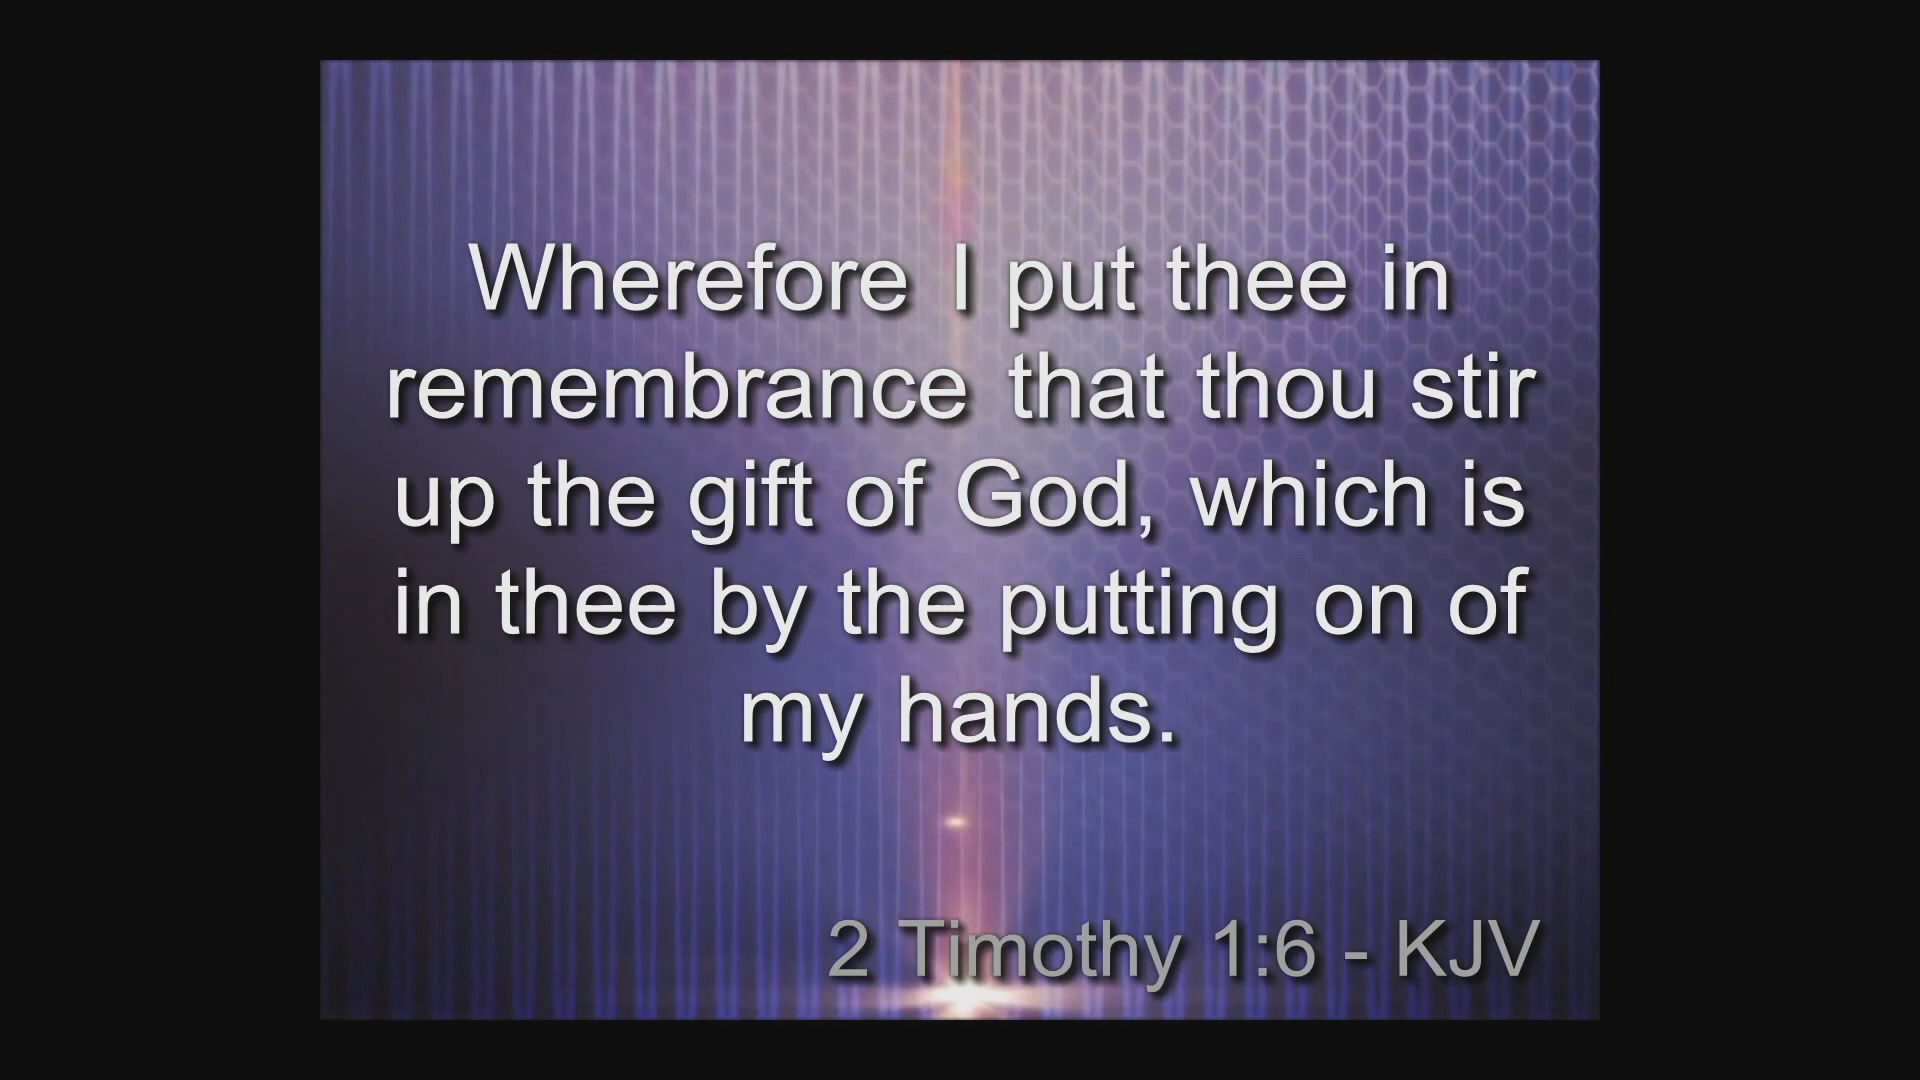 Wherefore I put thee in
remembrance that thou stir
up the gift of God, which is
in thee by the putting on of
my hands.
2 Timothy 1:6 - KJV